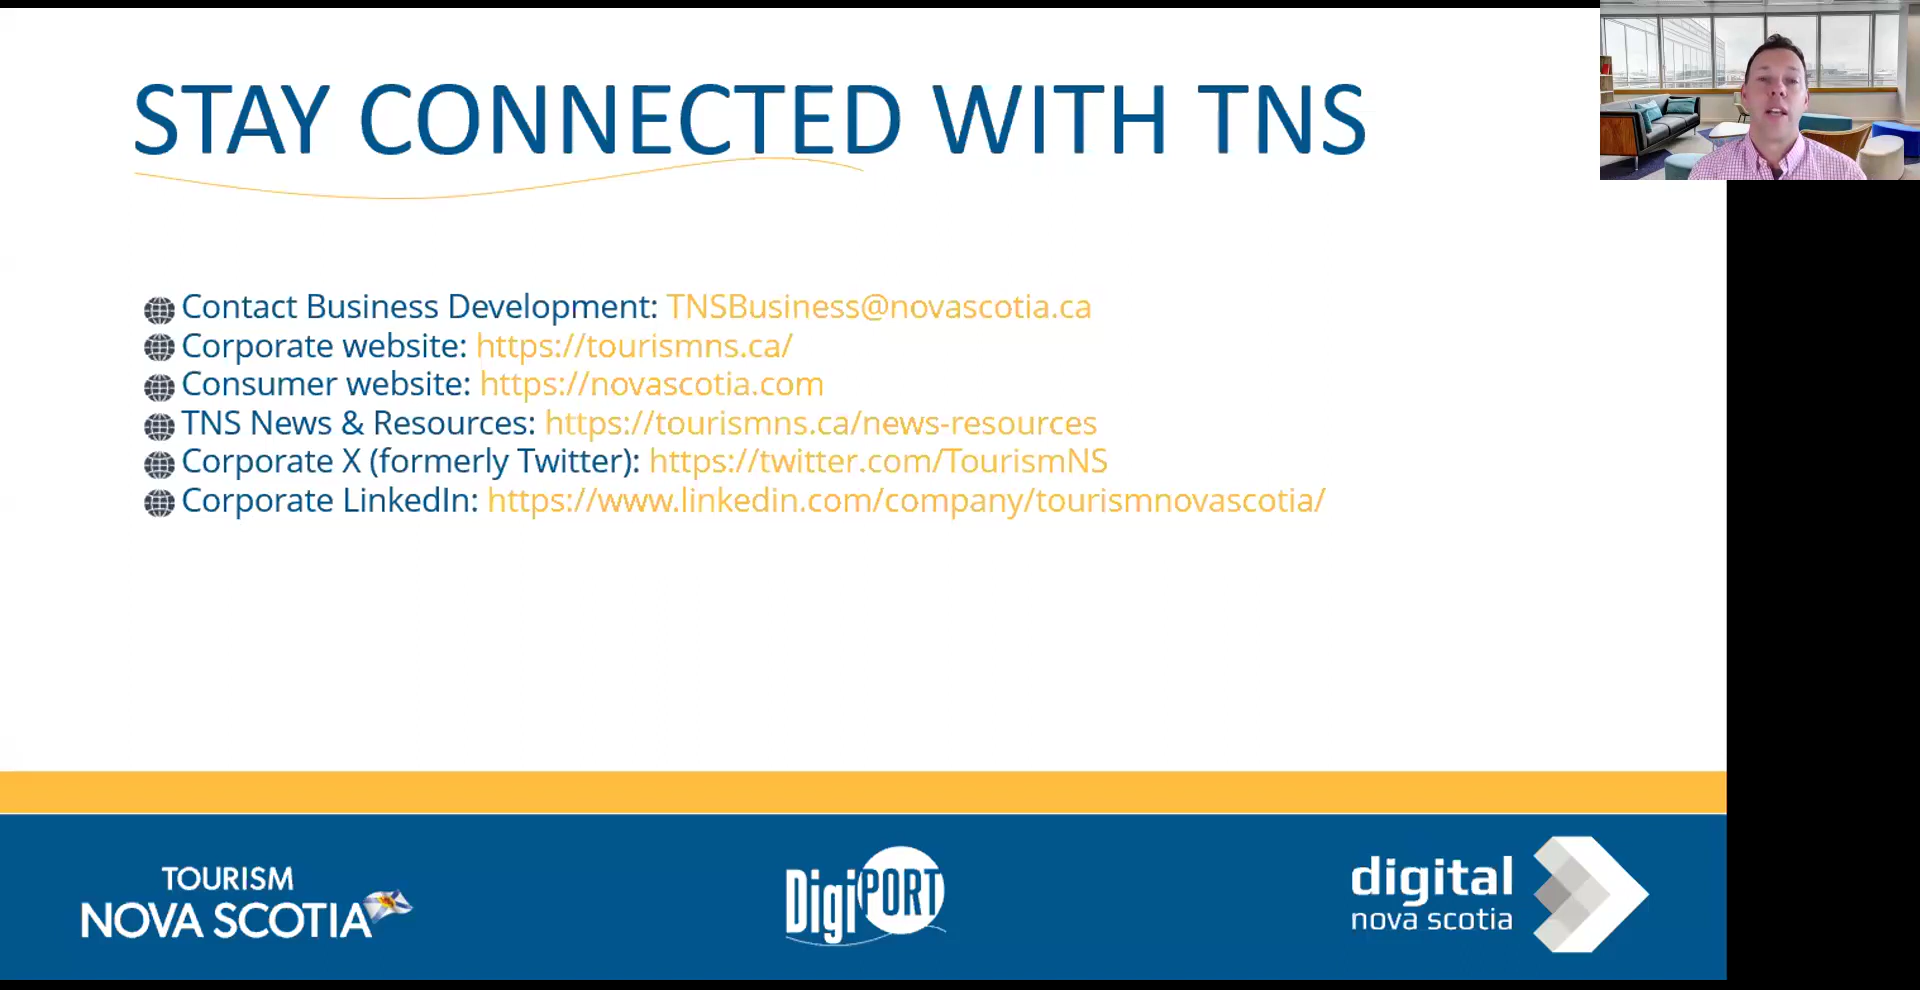 STAY CONNECTED WITH TNS
Contact Business Development: TNSBusiness@novascotia.ca
Corporate website: https://tourismns.ca/
Consumer website: https://novascotia.com
TNS News & Resources: https://tourismns.ca/news-resources
Corporate X (formerly Twitter): https://twitter.com/TourismNS
Corporate LinkedIn: https://www.linkedin.com/company/tourismnovascotia/
TOURISM
NOVA SCOTIA
DigiPORT
digital
nova scotia